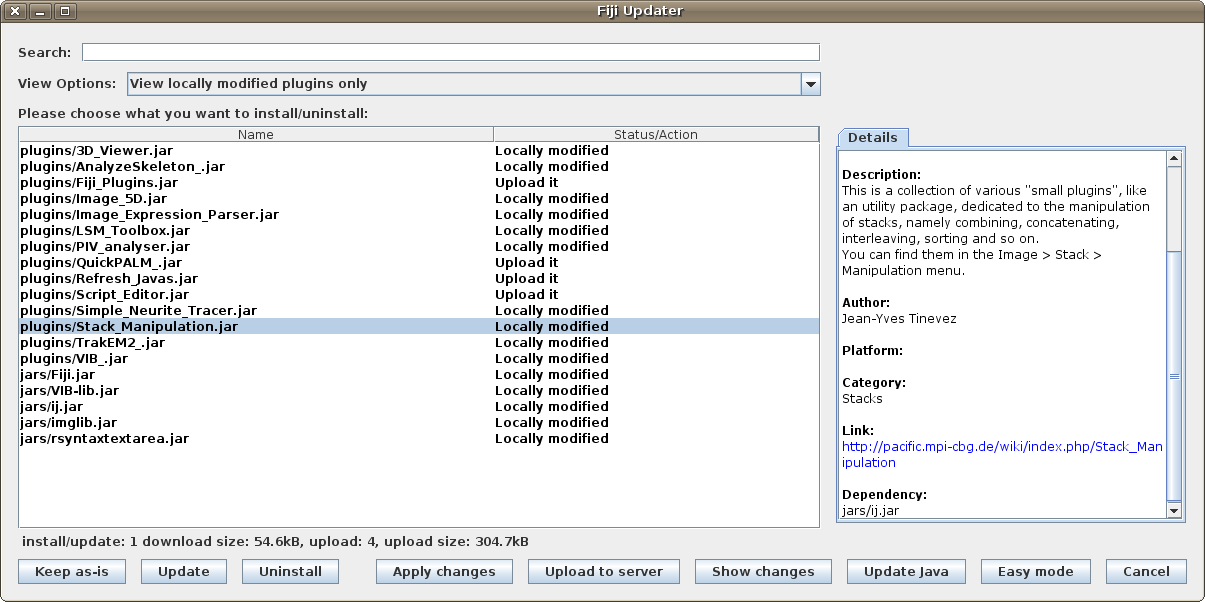 Fiji Updater
Search:
View Options: View locally modified plugins only
Please choose what you want to install/uninstall:
Name Status/Action
plugins/3D_Viewer.jar Locally modified
plugins/AnalyzeSkeleton_.jar Locally modified
plugins/Fiji_Plugins.jar Upload it
plugins/Image_5D.jar Locally modified
plugins/Image_Expression_Parser.jar Locally modified
plugins/LSM_Toolbox.jar Locally modified
plugins/PIV_analyser.jar Locally modified
plugins/QuickPALM_.jar Upload it
plugins/Refresh_Javas.jar Upload it
plugins/Script_Editor.jar Upload it
plugins/Simple_Neurite_Tracer.jar Locally modified
plugins/Stack_Manipulation.jar Locally modified
plugins/TrakEM2_.jar Locally modified
plugins/VIB_.jar Locally modified
jars/Fiji.jar Locally modified
jars/VIB-lib.jar Locally modified
jars/ij.jar Locally modified
jars/imglib.jar Locally modified
jars/rsyntaxtextarea.jar Locally modified
Details
Description:
This is a collection of various "small plugins", like
an utility package, dedicated to the manipulation
of stacks, namely combining, concatenating,
interleaving, sorting and so on.
You can find them in the Image > Stack >
Manipulation menu.
Author:
Jean-Yves Tinevez
Platform:
Category:
Stacks
Link:
http://pacific.mpi-cbg.de/wiki/index.php/Stack_Man
ipulation
Dependency:
jars/ij.jar
install/update: 1 download size: 54.6kB, upload: 4, upload size: 304.7kB
Keep as-is Update Uninstall Apply changes Upload to server Show changes Update Java Easy mode Cancel